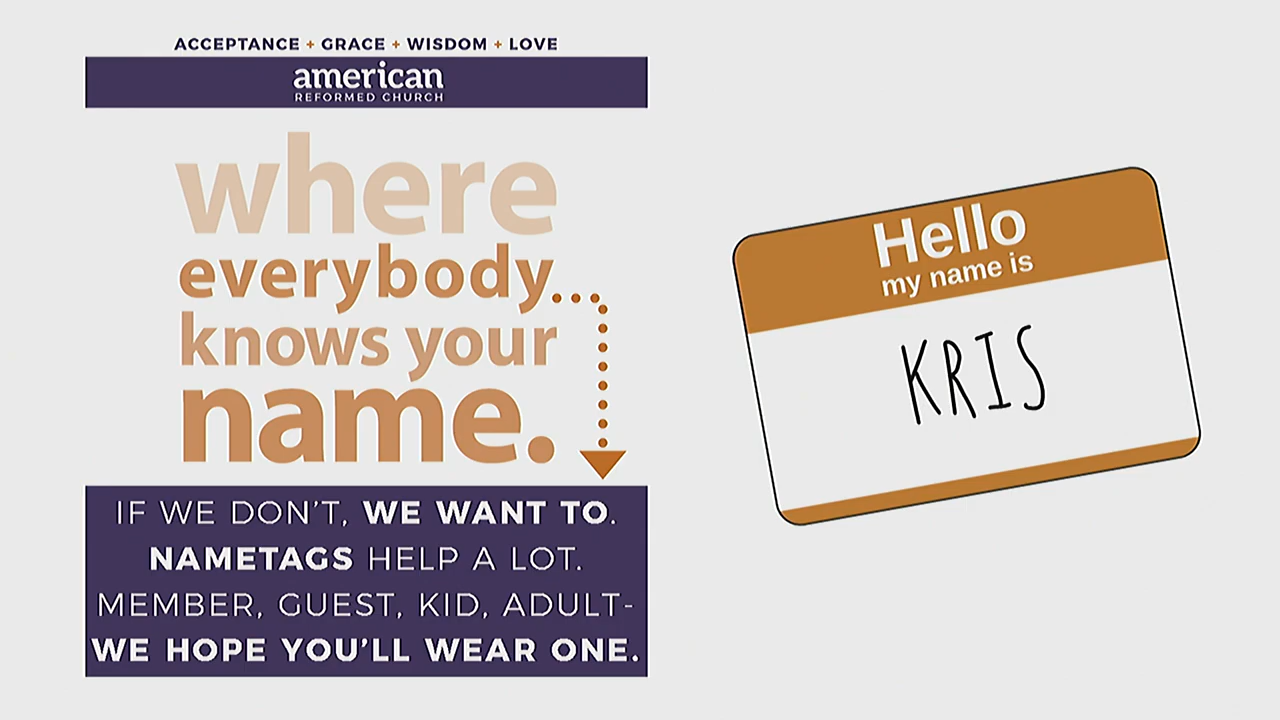 ACCEPTANCE + GRACE + WISDOM + LOVE
american
REFORMED CHURCH
where
everybody
knows your
name.
IF WE DON'T, WE WANT TO.
NAMETAGS HELP A LOT.
MEMBER, GUEST, KID, ADULT-
WE HOPE YOU'LL WEAR ONE.
Hello
my name is
KRIS